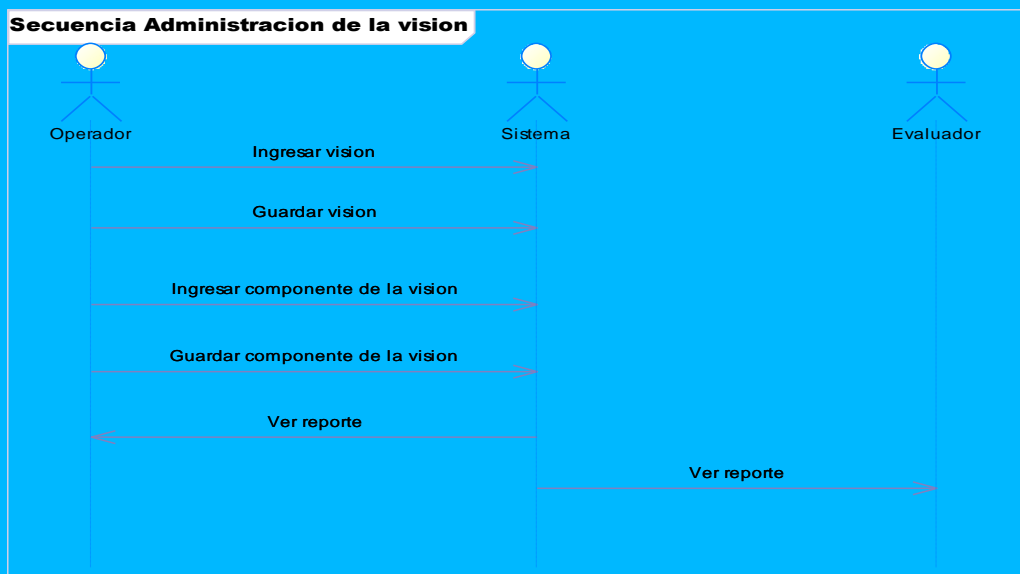 Secuencia Administracion de la vision
Operador
Sistema
Evaluador
Ingresar vision
Guardar vision
Ingresar componente de la vision
Guardar componente de la vision
Ver reporte
Ver reporte